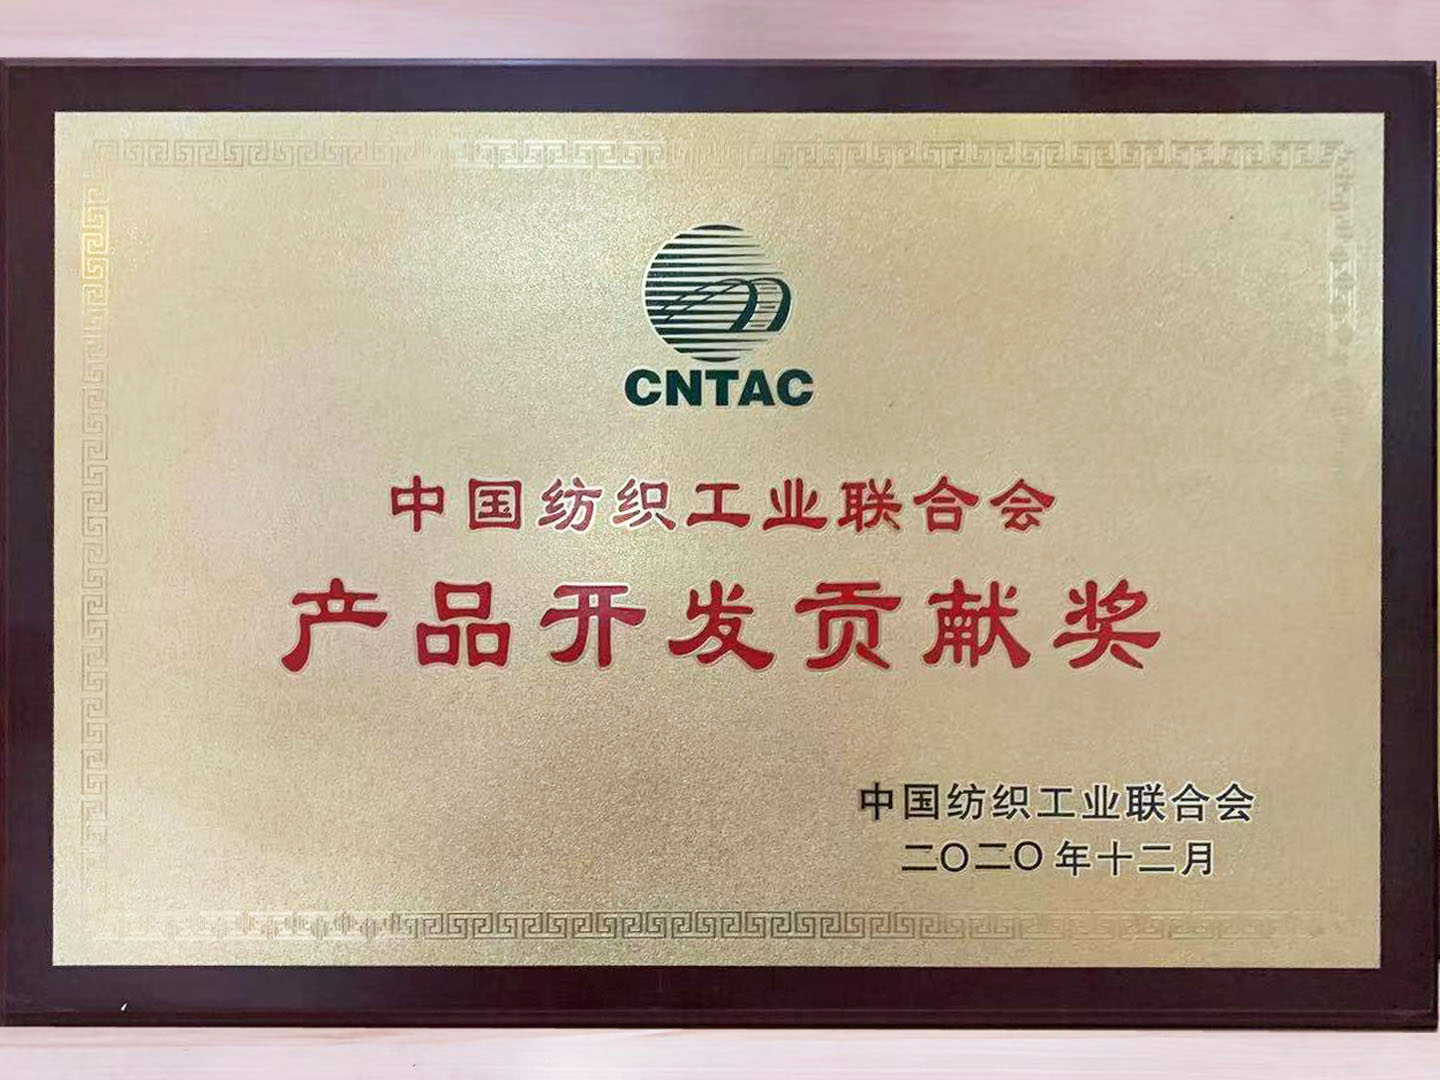 CNTAC
中国纺织工业联合会
产品开发贡献奖
中国纺织工业联合会
二〇二〇年十二月